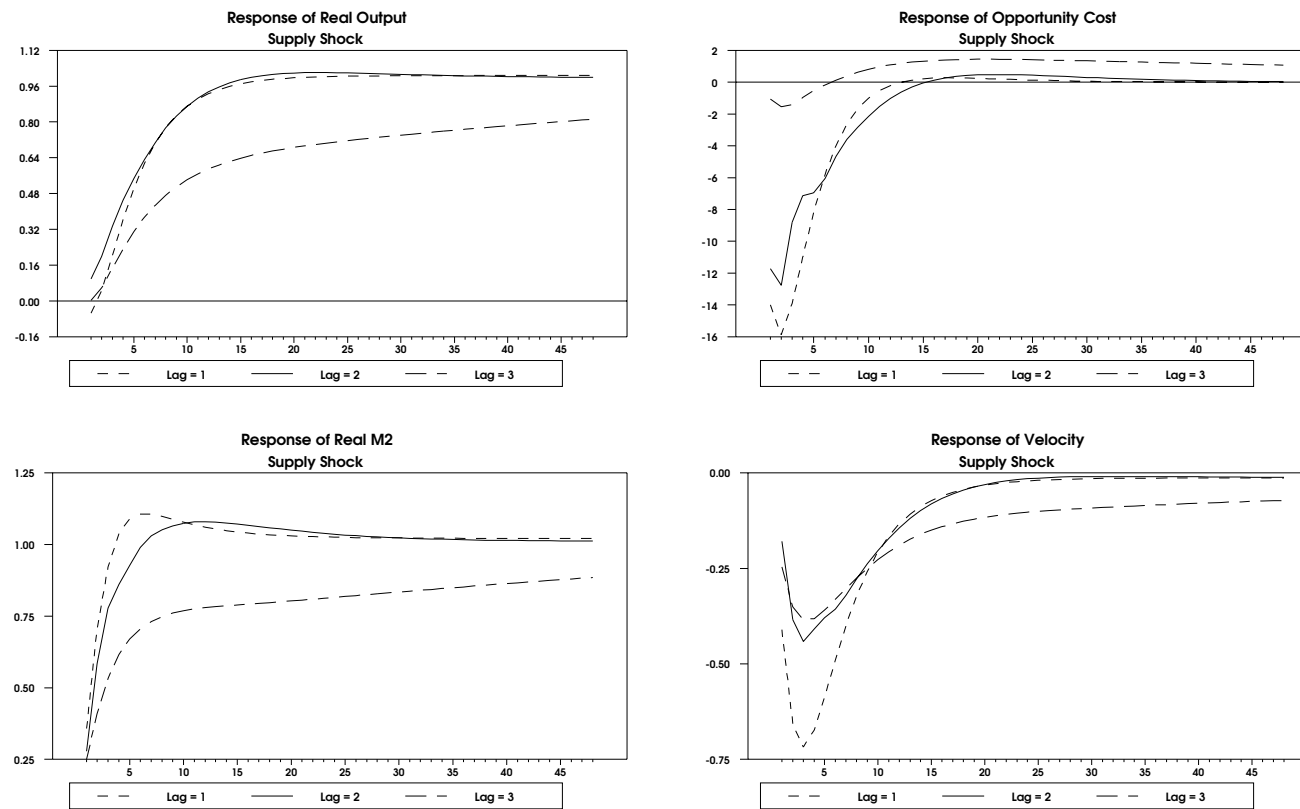 Response of Real Output
Supply Shock
1.12
0.96
0.80
0.64
0.48
0.32
0.16
0.00
-0.16
5 10 15 20 25 30 35 40 45
Lag = 1 Lag = 2 Lag = 3
Response of Opportunity Cost
Supply Shock
2
0
-2
-4
-6
-8
-10
-12
-14
-16
5 10 15 20 25 30 35 40 45
Lag = 1 Lag = 2 Lag = 3
Response of Real M2
Supply Shock
1.25
1.00
0.75
0.50
0.25
5 10 15 20 25 30 35 40 45
Lag = 1 Lag = 2 Lag = 3
Response of Velocity
Supply Shock
0.00
-0.25
-0.50
-0.75
5 10 15 20 25 30 35 40 45
Lag = 1 Lag = 2 Lag = 3